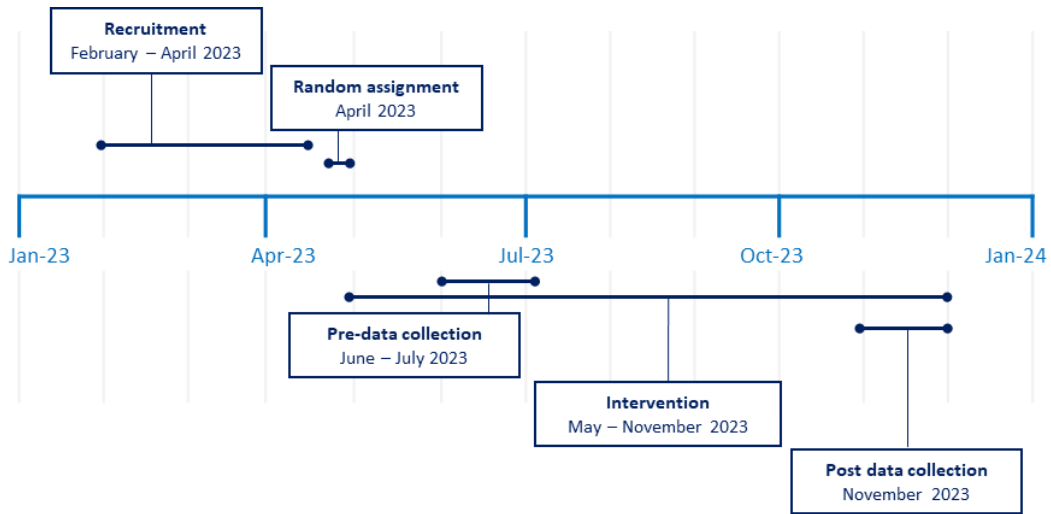 Recruitment
February – April 2023
Random assignment
April 2023
Jan-23
Apr-23
Jul-23
Oct-23
Jan-24
Pre-data collection
June – July 2023
Intervention
May – November 2023
Post data collection
November 2023